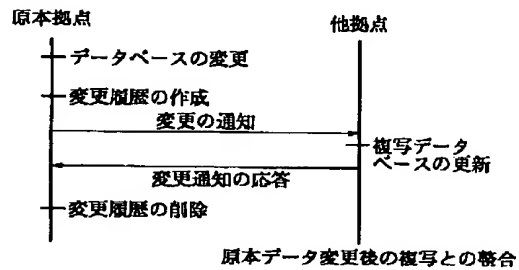 原本拠点
他拠点
データベースの変更
変更履歴の作成
変更の通知
複写データ
ベースの更新
変更通知の応答
変更履歴の削除
原本データ変更後の複写との整合